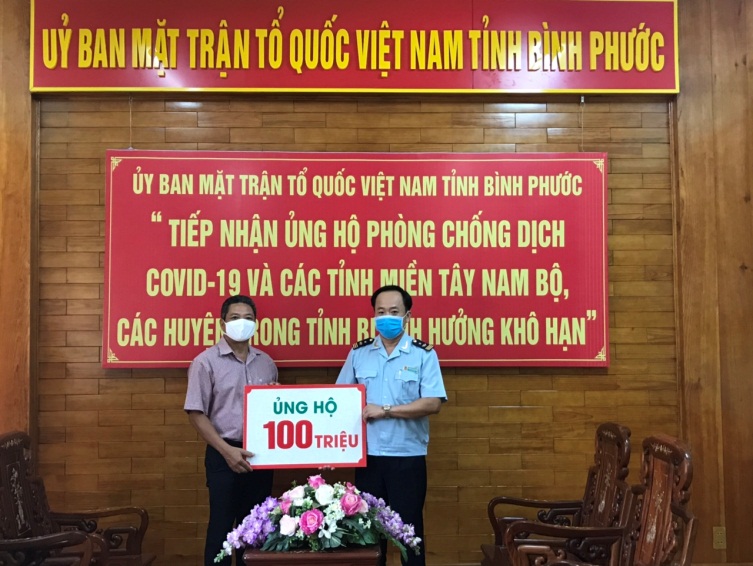 ỦY BAN MẶT TRẬN TỔ QUỐC VIỆT NAM TỈNH BÌNH PHƯỚC
ỦY BAN MẶT TRẬN TỔ QUỐC VIỆT NAM TỈNH BÌNH PHƯỚC
“ TIẾP NHẬN ỦNG HỘ PHÒNG CHỐNG DỊCH
COVID-19 VÀ CÁC TỈNH MIỀN TÂY NAM BỘ,
CÁC HUYỆN TRONG TỈNH HƯỞNG KHÔ HẠN”
ỦNG HỘ
100 TRIỆU